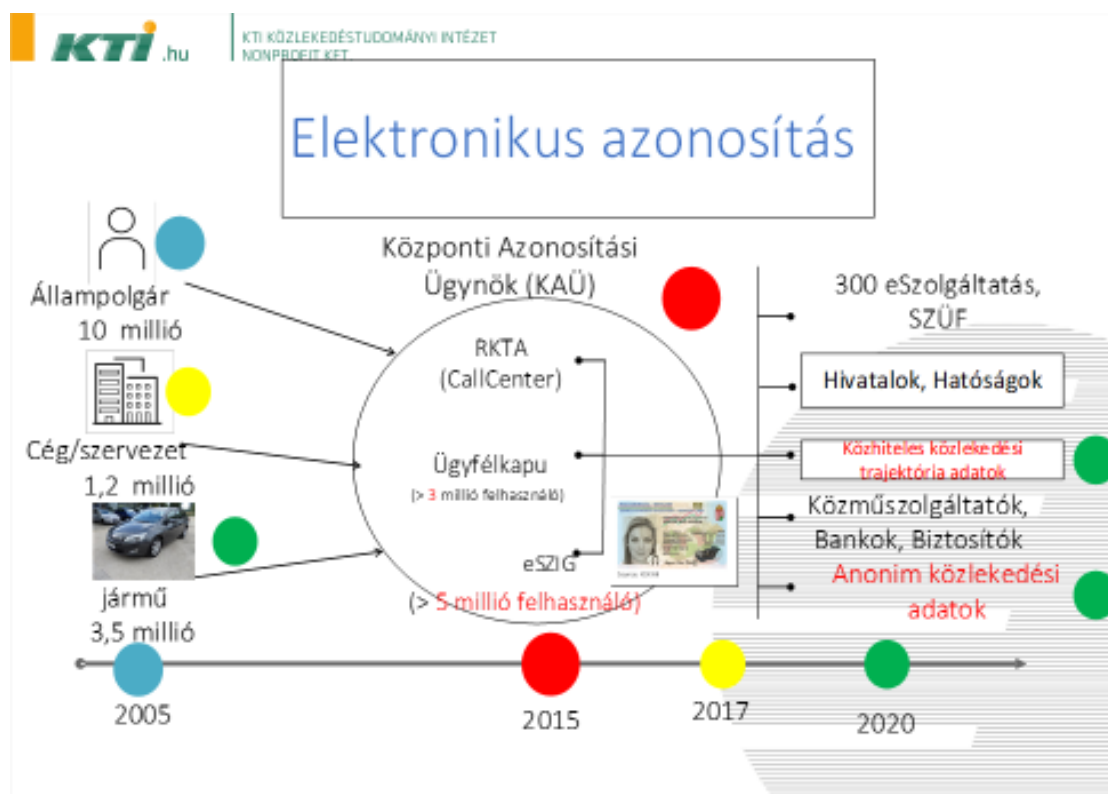 KTI.hu
KTI KÖZLEKEDÉSTUDOMÁNYI INTÉZET
NONPROFIT KFT.
Elektronikus azonosítás
Állampolgár
10 millió
Cég/szervezet
1,2 millió
jármű
3,5 millió
Központi Azonosítási
Ügynök (KAÜ)
RKTA
(CallCenter)
Ügyfélkapu
(> 3 millió felhasználó)
eSZIG
(> 5 millió felhasználó)
300 eSzolgáltatás,
SZÜF
Hivatalok, Hatóságok
Közhiteles közlekedési
trajektória adatok
Közműszolgáltatók,
Bankok, Biztosítók
Anonim közlekedési
adatok
2005
2015
2017
2020